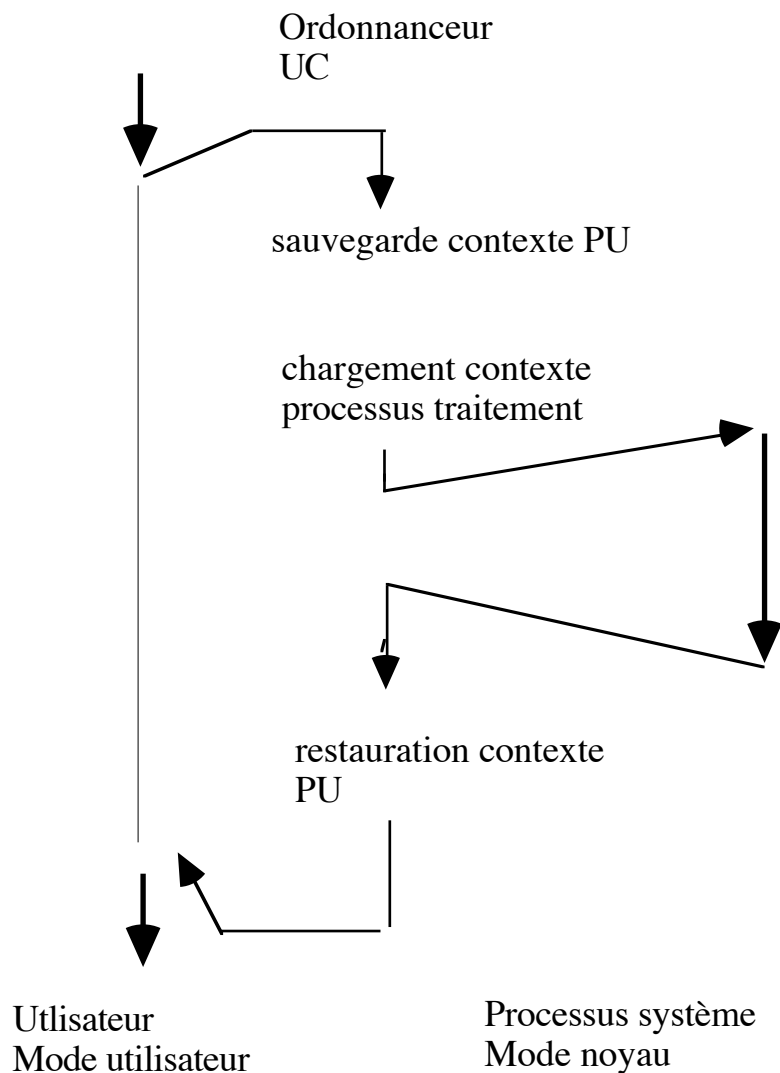 Ordonnanceur
UC
sauvegarde contexte PU
chargement contexte
processus traitement
restauration contexte
PU
Utlisateur
Mode utilisateur
Processus système
Mode noyau